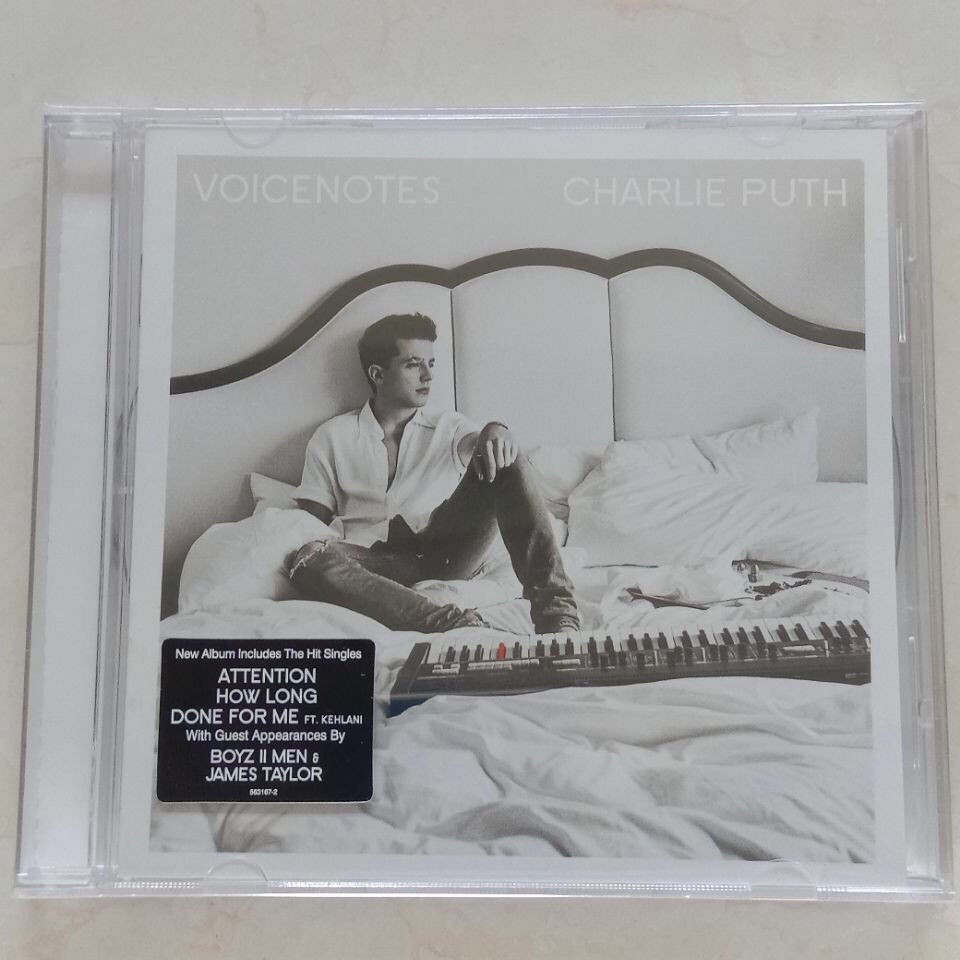 VOICENOTES CHARLIE PUTH
New Album Includes The Hit Singles
ATTENTION
HOW LONG
DONE FOR ME FT. KEHLANI
With Guest Appearances By
BOYZ II MEN &
JAMES TAYLOR
563167-2